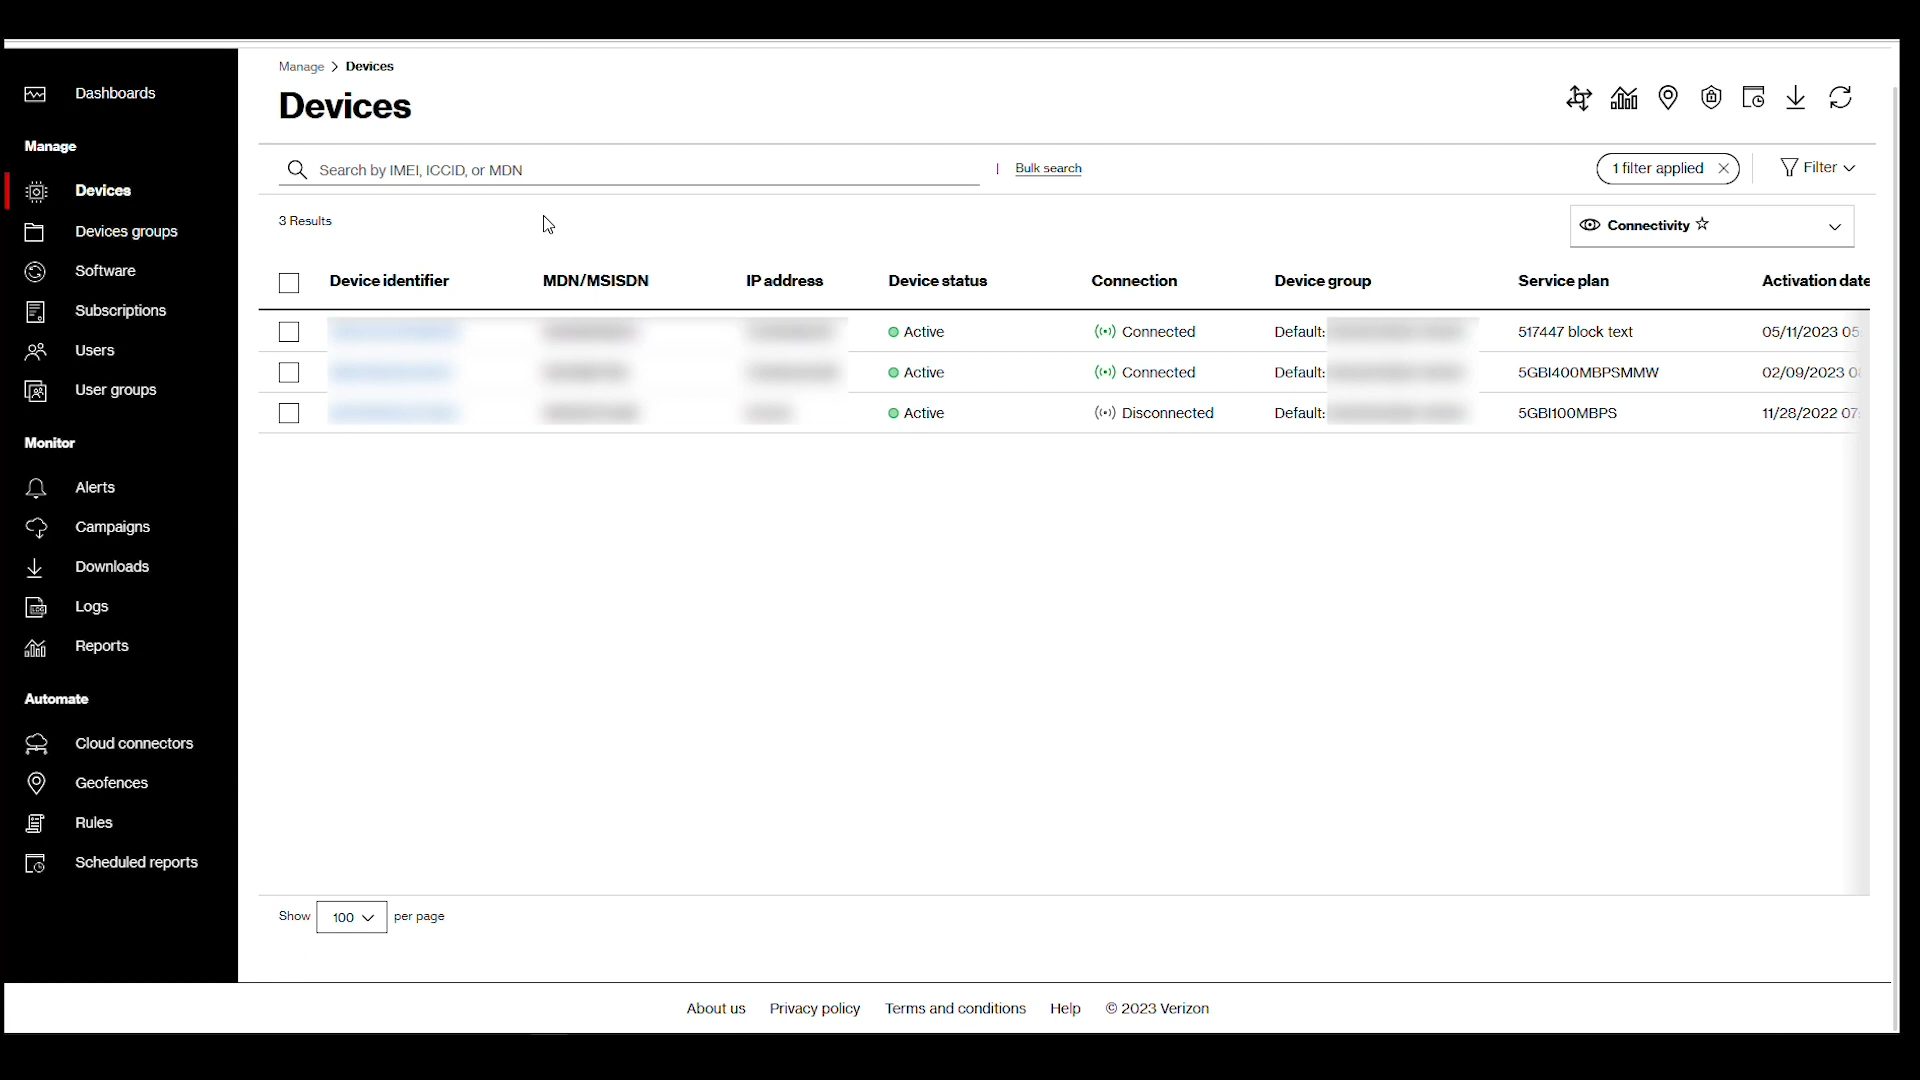 Dashboards
Manage
Devices
Devices groups
Software
Subscriptions
Users
User groups
Monitor
Alerts
Campaigns
Downloads
Logs
Reports
Automate
Cloud connectors
Geofences
Rules
Scheduled reports
Manage > Devices
Devices
Search by IMEI, ICCID, or MDN | Bulk search 1 filter applied Filter
3 Results Connectivity
Device identifier MDN/MSISDN IP address Device status Connection Device group Service plan Activation date
Active Connected Default: 517447 block text 05/11/2023 05:
Active Connected Default: 5GBI400MBPSMMW 02/09/2023
Active Disconnected Default: 5GBI100MBPS 11/28/2022 07:
Show 100 per page
About us Privacy policy Terms and conditions Help © 2023 Verizon